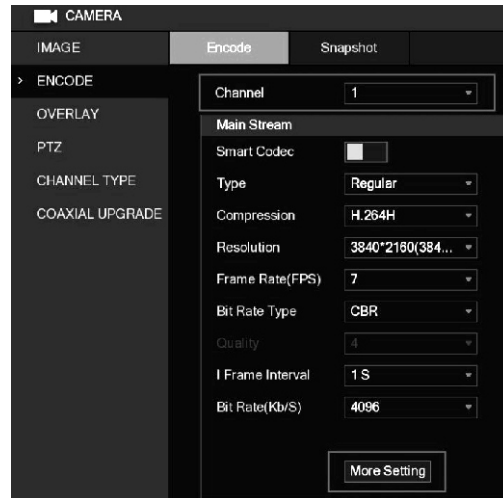 CAMERA
IMAGE
Encode Snapshot
> ENCODE
Channel 1
OVERLAY
Main Stream
PTZ
Smart Codec
CHANNEL TYPE
Type Regular
COAXIAL UPGRADE
Compression H.264H
Resolution 3840*2160(384...
Frame Rate(FPS) 7
Bit Rate Type CBR
Quality 4
I Frame Interval 1 S
Bit Rate(Kb/S) 4096
More Setting